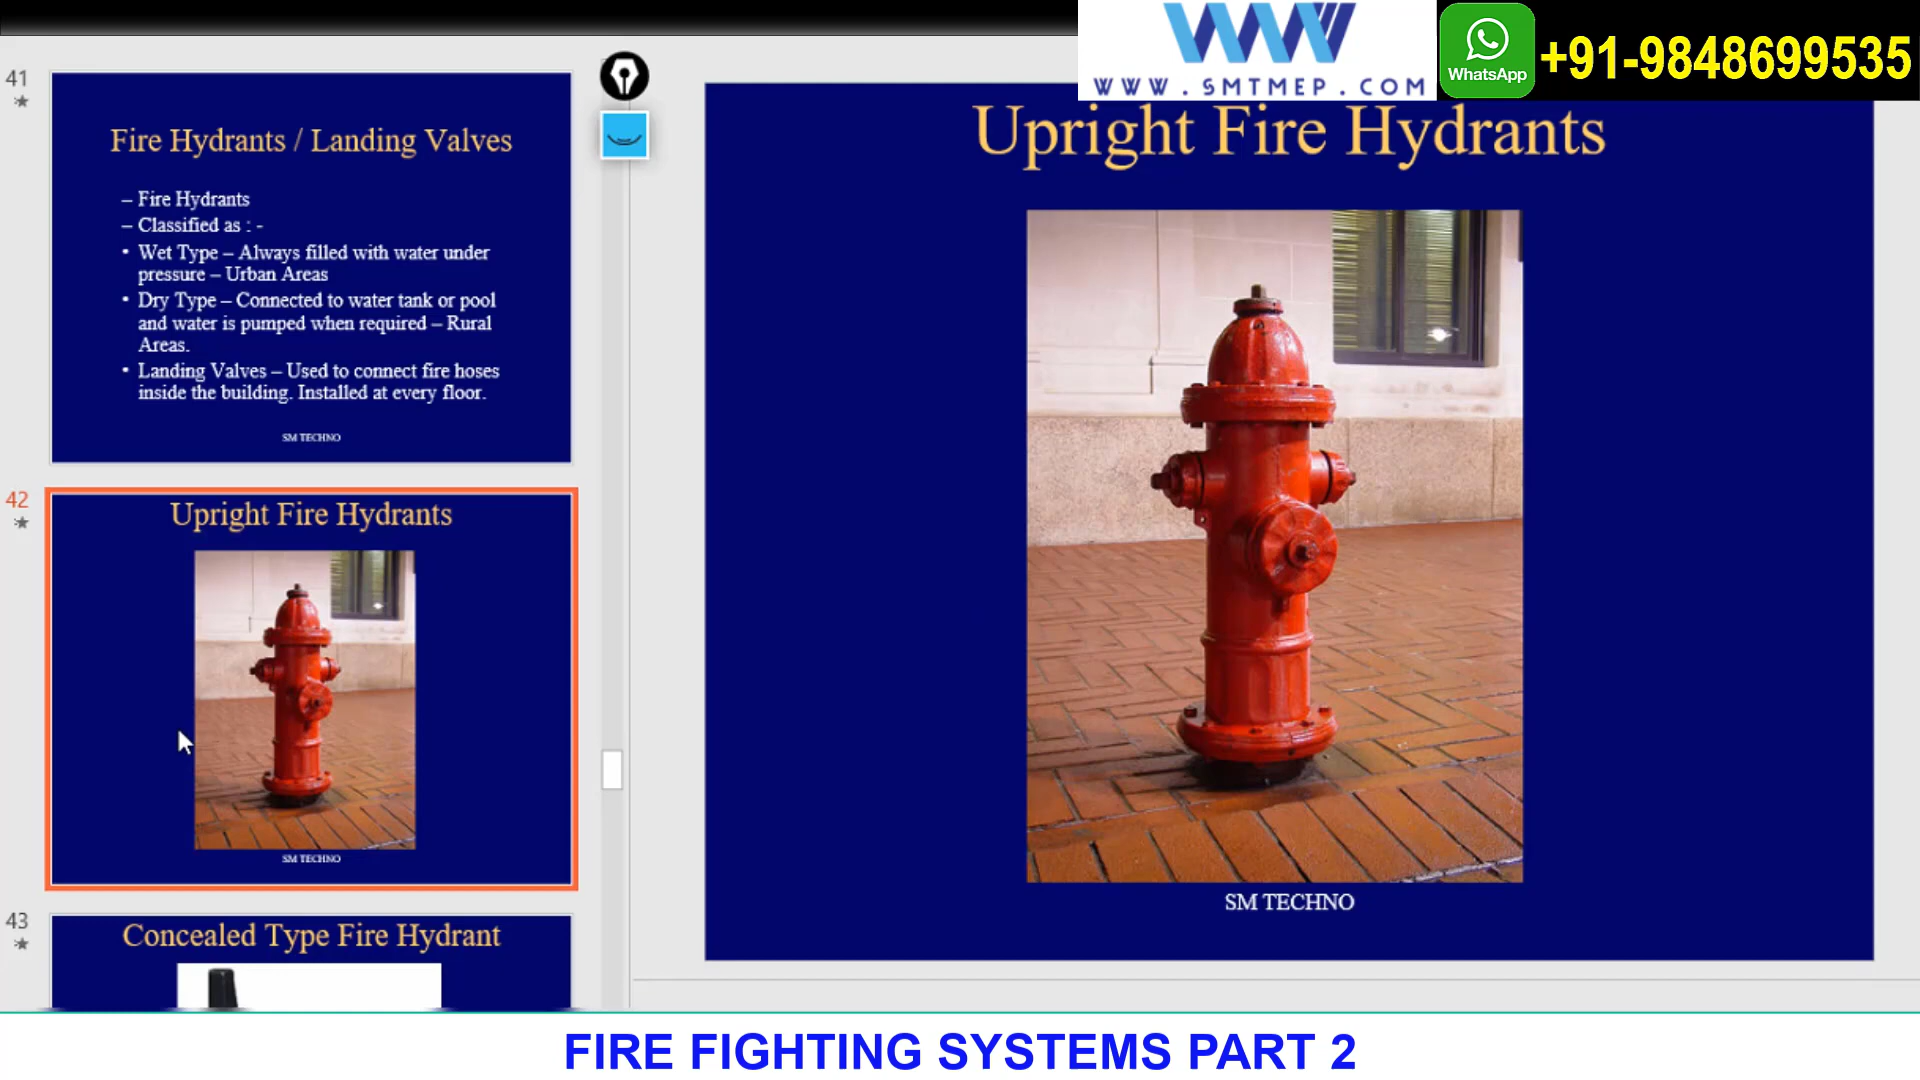 WWW.SMTMEP.COM
WhatsApp
+91-9848699535
41
Fire Hydrants / Landing Valves
– Fire Hydrants
– Classified as : -
• Wet Type – Always filled with water under
pressure – Urban Areas
• Dry Type – Connected to water tank or pool
and water is pumped when required – Rural
Areas.
• Landing Valves – Used to connect fire hoses
inside the building. Installed at every floor.
SM TECHNO
42
Upright Fire Hydrants
SM TECHNO
43
Concealed Type Fire Hydrant
Upright Fire Hydrants
SM TECHNO
FIRE FIGHTING SYSTEMS PART 2